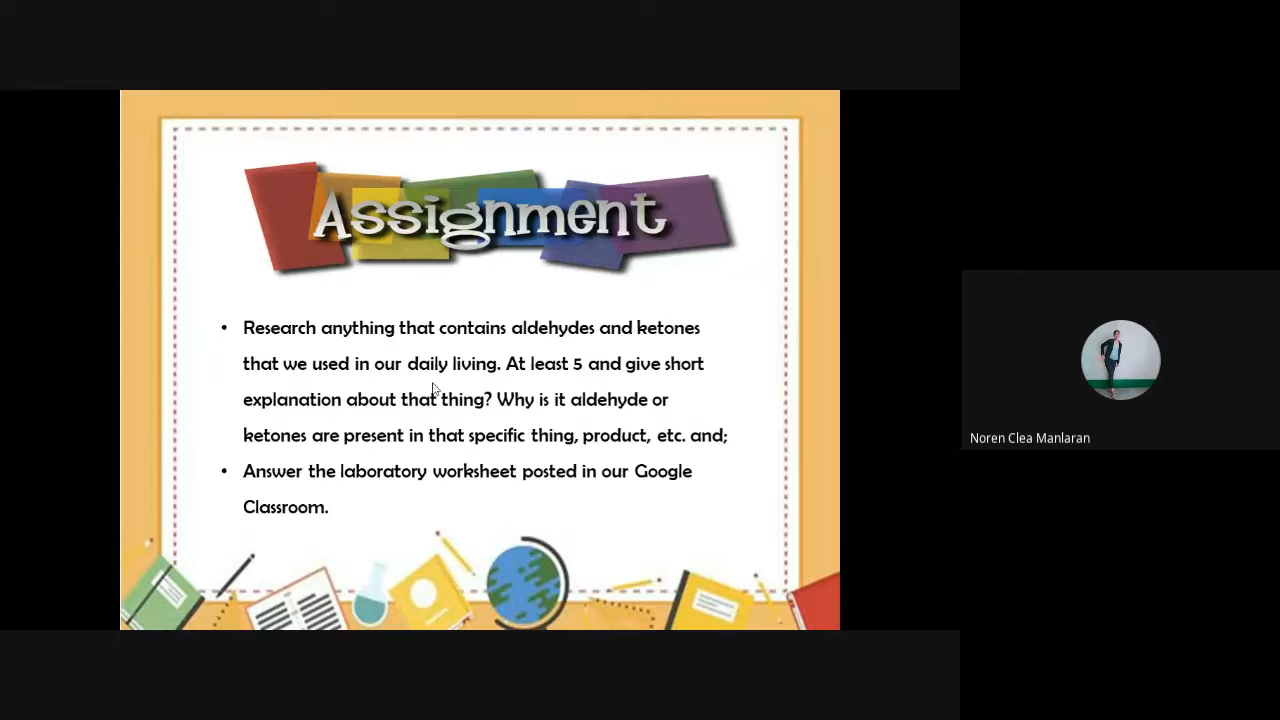 Assignment
• Research anything that contains aldehydes and ketones
that we used in our daily living. At least 5 and give short
explanation about that thing? Why is it aldehyde or
ketones are present in that specific thing, product, etc. and;
• Answer the laboratory worksheet posted in our Google
Classroom.
Noren Clea Manlaran